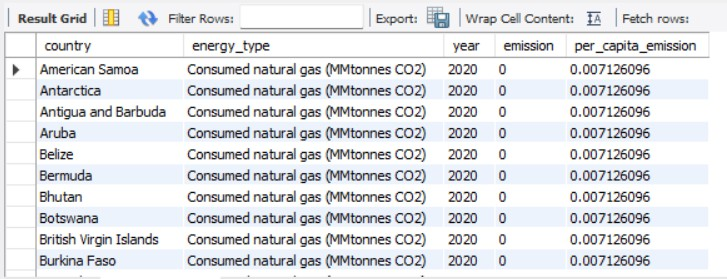 Result Grid Filter Rows: Export: Wrap Cell Content: IA Fetch rows:
country energy_type year emission per_capita_emission
American Samoa Consumed natural gas (MMtonnes CO2) 2020 0 0.007126096
Antarctica Consumed natural gas (MMtonnes CO2) 2020 0 0.007126096
Antigua and Barbuda Consumed natural gas (MMtonnes CO2) 2020 0 0.007126096
Aruba Consumed natural gas (MMtonnes CO2) 2020 0 0.007126096
Belize Consumed natural gas (MMtonnes CO2) 2020 0 0.007126096
Bermuda Consumed natural gas (MMtonnes CO2) 2020 0 0.007126096
Bhutan Consumed natural gas (MMtonnes CO2) 2020 0 0.007126096
Botswana Consumed natural gas (MMtonnes CO2) 2020 0 0.007126096
British Virgin Islands Consumed natural gas (MMtonnes CO2) 2020 0 0.007126096
Burkina Faso Consumed natural gas (MMtonnes CO2) 2020 0 0.007126096